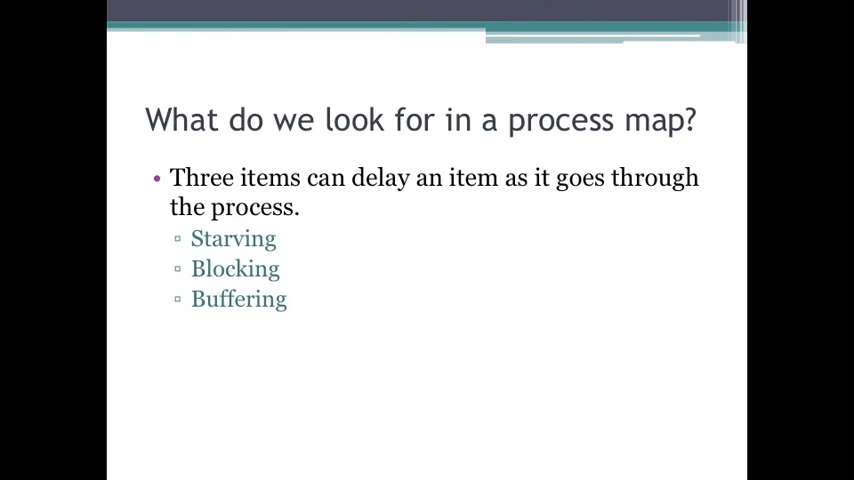 What do we look for in a process map?
• Three items can delay an item as it goes through
the process.
▫ Starving
▫ Blocking
▫ Buffering